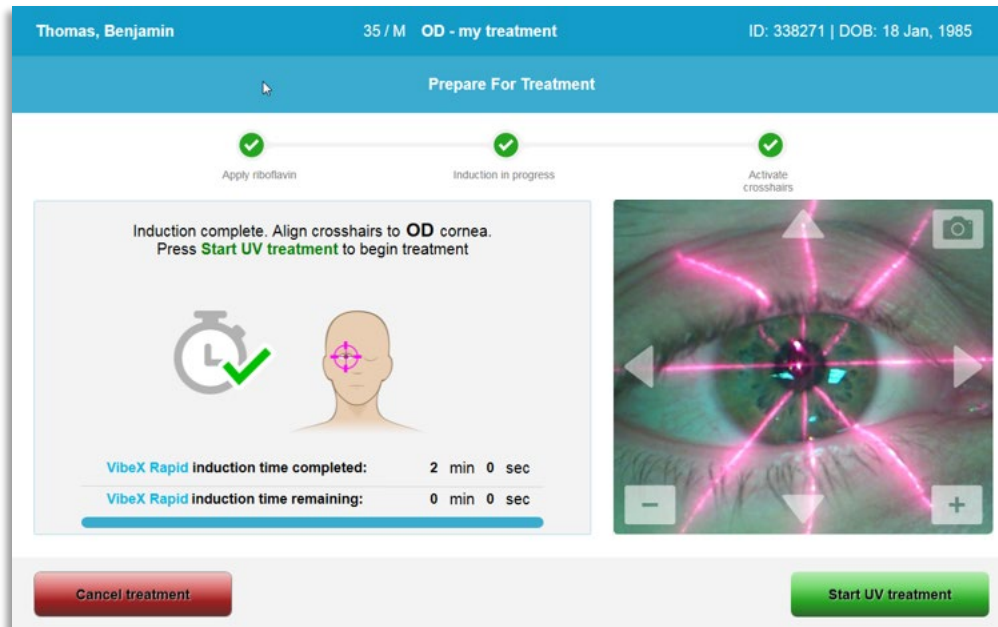 Thomas, Benjamin 35 / M OD - my treatment ID: 338271 | DOB: 18 Jan, 1985
Prepare For Treatment
Apply riboflavin Induction in progress Activate
crosshairs
Induction complete. Align crosshairs to OD cornea.
Press Start UV treatment to begin treatment
VibeX Rapid induction time completed: 2 min 0 sec
VibeX Rapid induction time remaining: 0 min 0 sec
Cancel treatment Start UV treatment